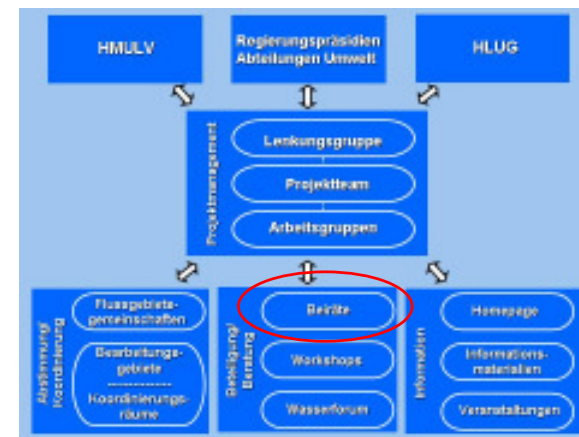 HMULV
Regierungspräsidien
Abteilungen Umwelt
HLUG
Projektmanagement
Lenkungsgruppe
Projektteam
Arbeitsgruppen
Abstimmung/
Koordinierung
Flussgebiets-
gemeinschaften
Bearbeitungs-
gebiete
------------
Koordinierungs-
räume
Beteiligung/
Beratung
Beiräte
Workshops
Wasserforum
Information
Homepage
Informations-
materialien
Veranstaltungen